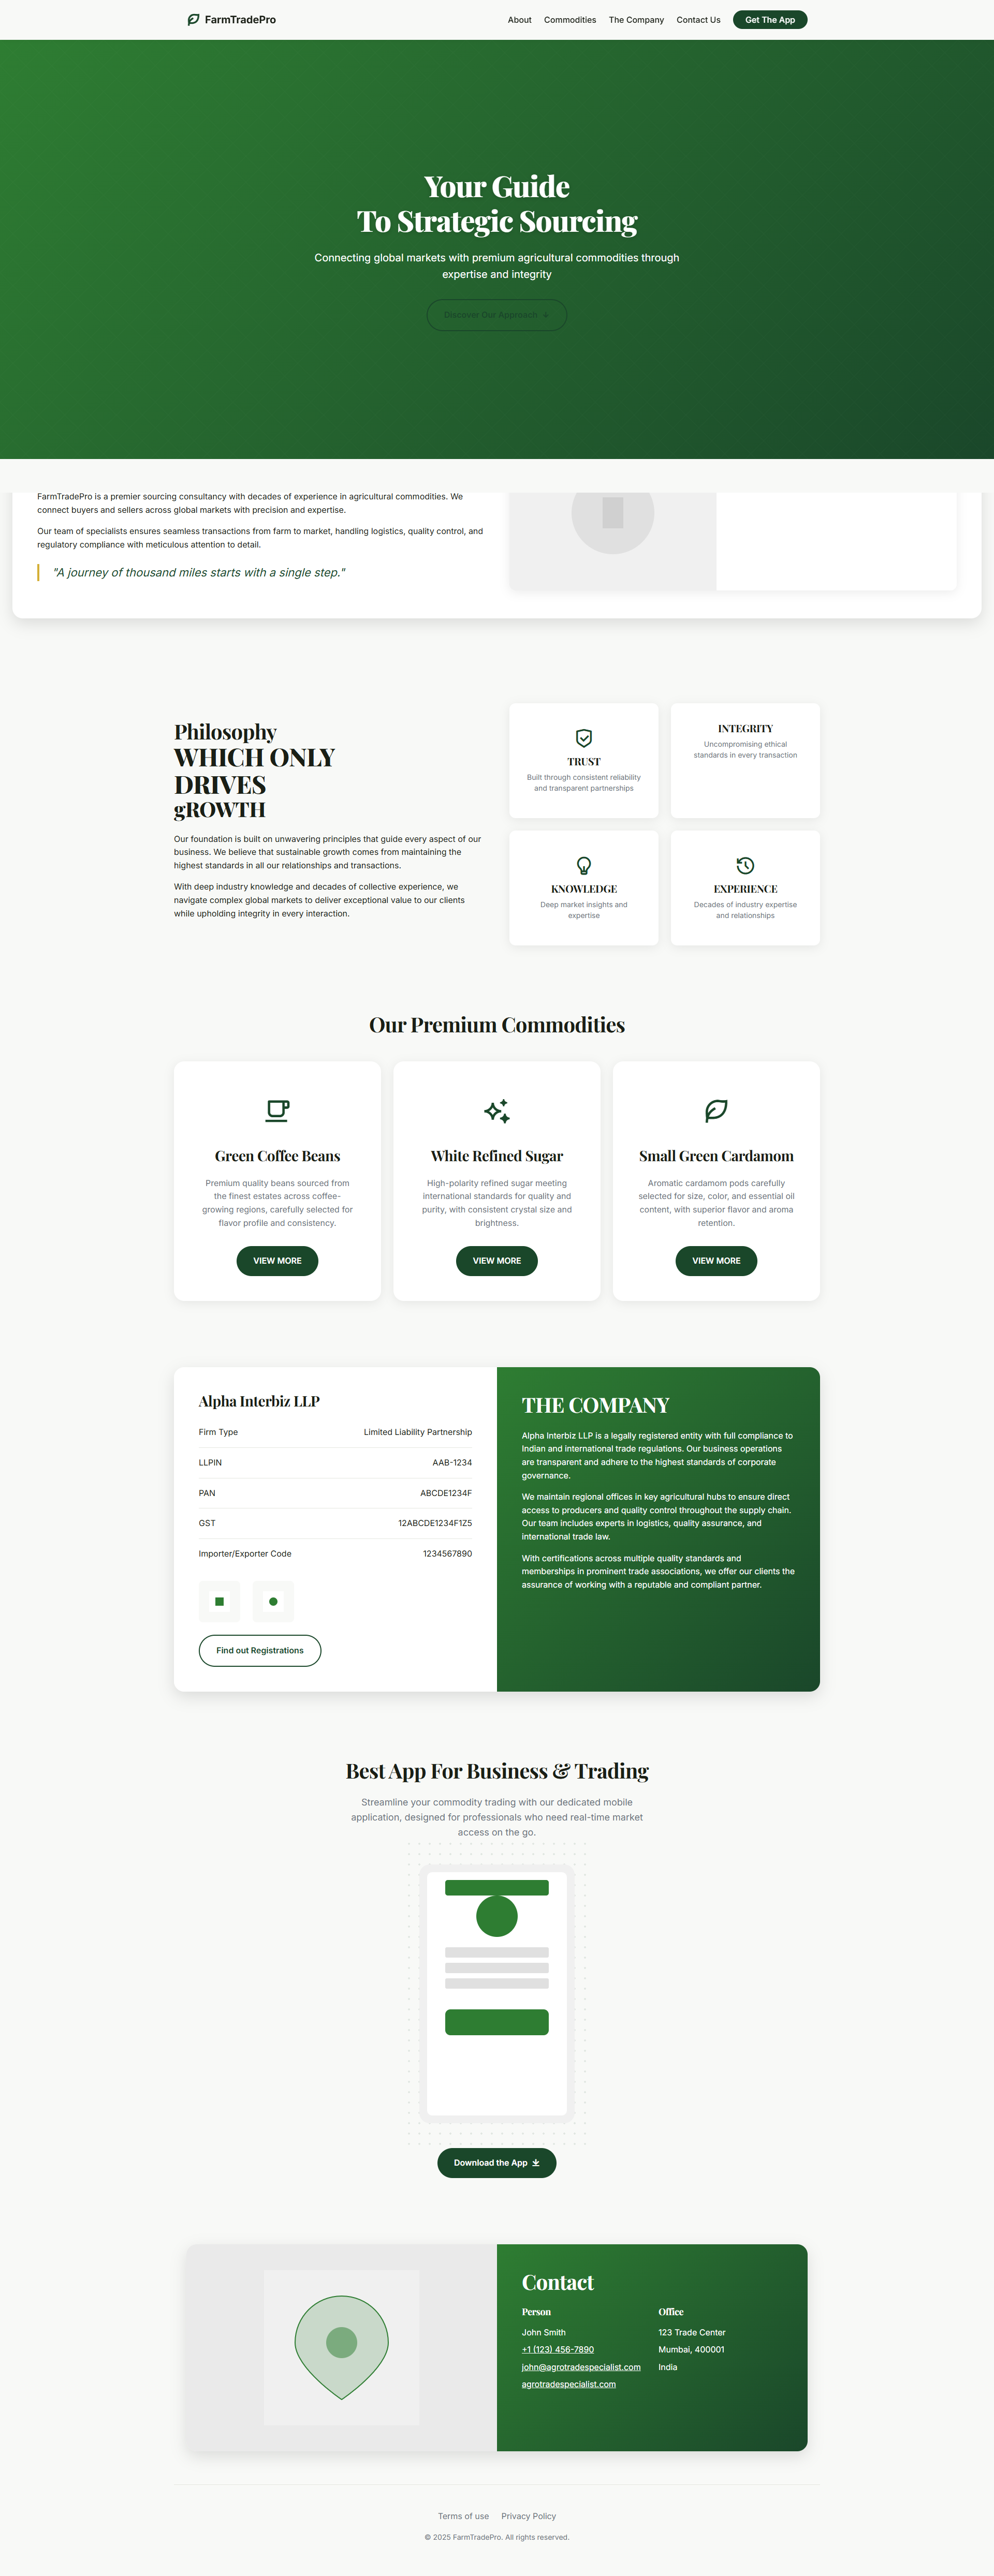 FarmTradePro
About
Commodities
The Company
Contact Us
Get The App
Your Guide
To Strategic Sourcing
Connecting global markets with premium agricultural commodities through
expertise and integrity
Discover Our Approach ↓
FarmTradePro is a premier sourcing consultancy with decades of experience in agricultural commodities. We
connect buyers and sellers across global markets with precision and expertise.
Our team of specialists ensures seamless transactions from farm to market, handling logistics, quality control, and
regulatory compliance with meticulous attention to detail.
"A journey of thousand miles starts with a single step."
Philosophy
WHICH ONLY
DRIVES
gROWTH
Our foundation is built on unwavering principles that guide every aspect of our
business. We believe that sustainable growth comes from maintaining the
highest standards in all our relationships and transactions.
With deep industry knowledge and decades of collective experience, we
navigate complex global markets to deliver exceptional value to our clients
while upholding integrity in every interaction.
TRUST
Built through consistent reliability
and transparent partnerships
INTEGRITY
Uncompromising ethical
standards in every transaction
KNOWLEDGE
Deep market insights and
expertise
EXPERIENCE
Decades of industry expertise
and relationships
Our Premium Commodities
Green Coffee Beans
Premium quality beans sourced from
the finest estates across coffee-
growing regions, carefully selected for
flavor profile and consistency.
VIEW MORE
White Refined Sugar
High-polarity refined sugar meeting
international standards for quality and
purity, with consistent crystal size and
brightness.
VIEW MORE
Small Green Cardamom
Aromatic cardamom pods carefully
selected for size, color, and essential oil
content, with superior flavor and aroma
retention.
VIEW MORE
Alpha Interbiz LLP
Firm Type Limited Liability Partnership
LLPIN AAB-1234
PAN ABCDE1234F
GST 12ABCDE1234F1Z5
Importer/Exporter Code 1234567890
Find out Registrations
THE COMPANY
Alpha Interbiz LLP is a legally registered entity with full compliance to
Indian and international trade regulations. Our business operations
are transparent and adhere to the highest standards of corporate
governance.
We maintain regional offices in key agricultural hubs to ensure direct
access to producers and quality control throughout the supply chain.
Our team includes experts in logistics, quality assurance, and
international trade law.
With certifications across multiple quality standards and
memberships in prominent trade associations, we offer our clients the
assurance of working with a reputable and compliant partner.
Best App For Business & Trading
Streamline your commodity trading with our dedicated mobile
application, designed for professionals who need real-time market
access on the go.
Download the App
Contact
Person
John Smith
+1 (123) 456-7890
john@agrotradespecialist.com
agrotradespecialist.com
Office
123 Trade Center
Mumbai, 400001
India
Terms of use
Privacy Policy
© 2025 FarmTradePro. All rights reserved.